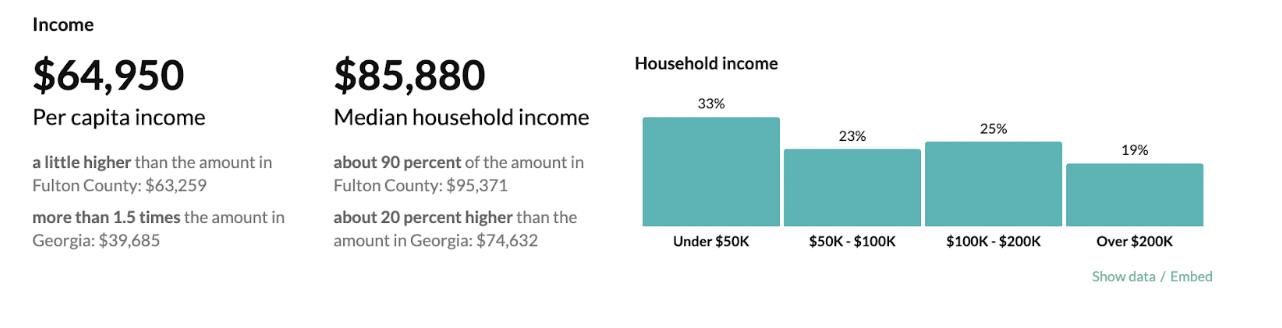 Income
$64,950
Per capita income
a little higher than the amount in
Fulton County: $63,259
more than 1.5 times the amount in
Georgia: $39,685
$85,880
Median household income
about 90 percent of the amount in
Fulton County: $95,371
about 20 percent higher than the
amount in Georgia: $74,632
Household income
33%
23%
25%
19%
Under $50K
$50K - $100K
$100K - $200K
Over $200K
Show data / Embed